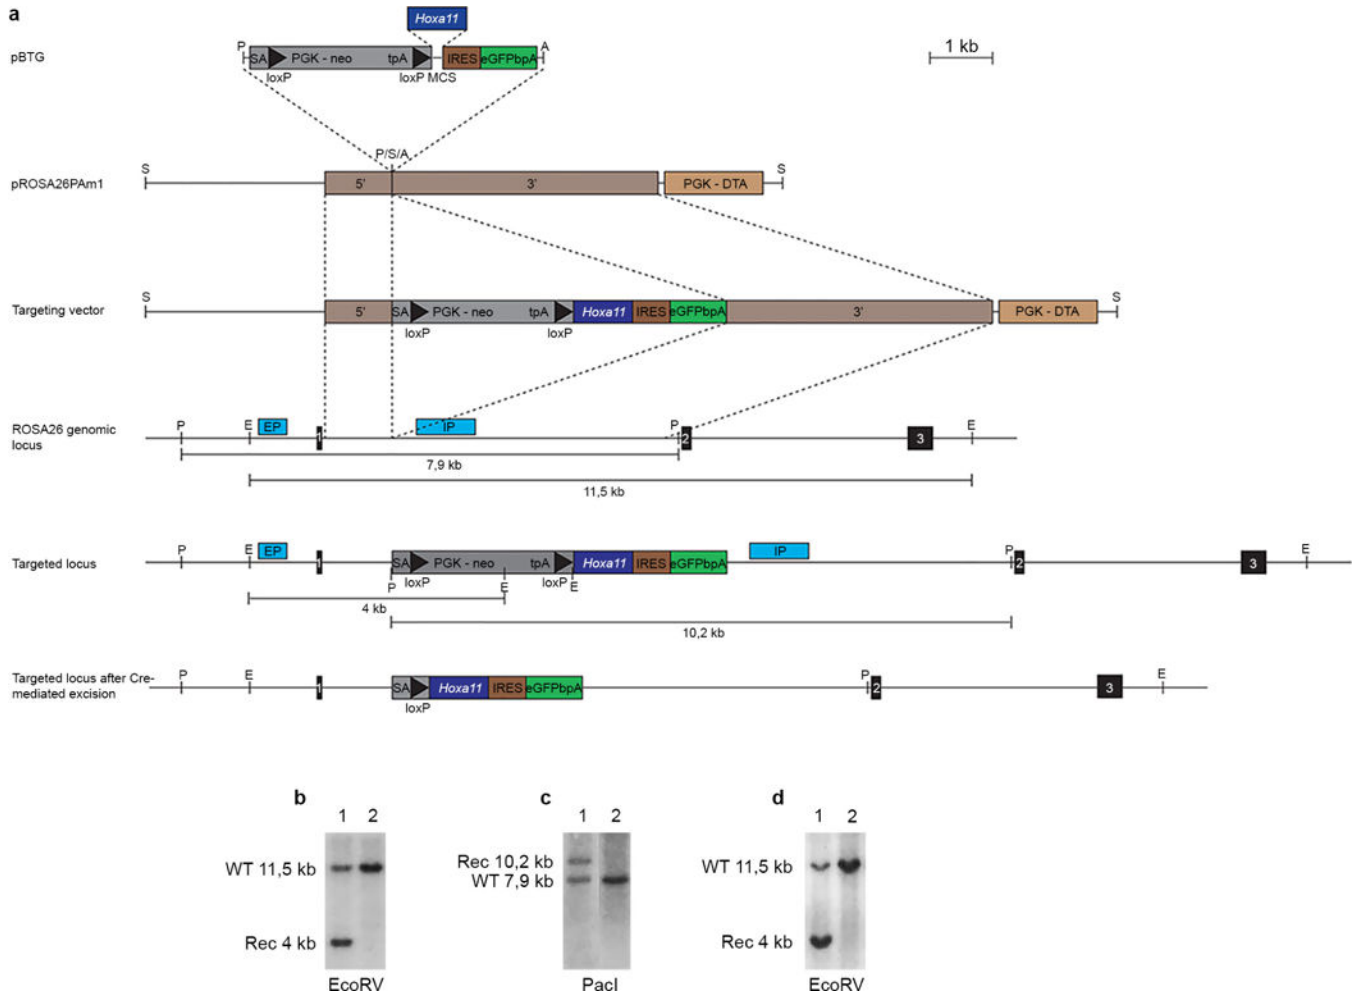 a
Hoxa11
pBTG
P
SA
PGK - neo
tpA
IRES
eGFPbpA
A
loxP
loxP MCS
1 kb
P/S/A
pROSA26PAm1
S
5'
3'
PGK - DTA
S
Targeting vector
S
5'
SA
PGK - neo
tpA
Hoxa11
IRES
eGFPbpA
3'
PGK - DTA
S
loxP
loxP
ROSA26 genomic
locus
P
E
EP
1
IP
P
2
3
E
7,9 kb
11,5 kb
Targeted locus
P
E
EP
1
SA
PGK - neo
tpA
Hoxa11
IRES
eGFPbpA
IP
P
2
3
E
loxP
loxP
P
E
E
4 kb
10,2 kb
Targeted locus after Cre-
mediated excision
P
E
1
SA
Hoxa11
IRES
eGFPbpA
P
2
3
E
loxP
b
1 2
WT 11,5 kb
Rec 4 kb
EcoRV
c
1 2
Rec 10,2 kb
WT 7,9 kb
PacI
d
1 2
WT 11,5 kb
Rec 4 kb
EcoRV